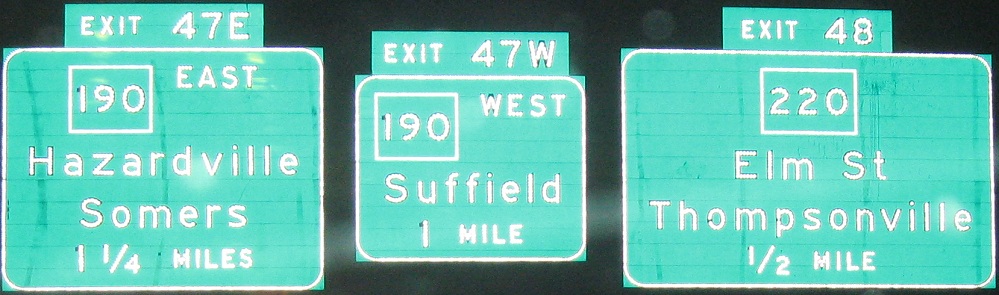 EXIT 47E
190 EAST
Hazardville
Somers
1 1/4 MILES
EXIT 47W
190 WEST
Suffield
1 MILE
EXIT 48
220
Elm St
Thompsonville
1/2 MILE